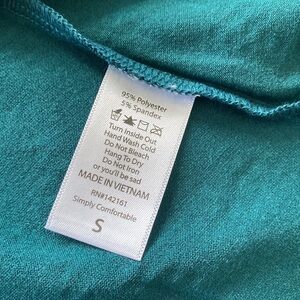 95% Polyester
5% Spandex
Turn Inside Out
Hand Wash Cold
Do Not Bleach
Hang To Dry
Do Not Iron
or you'll be sad
MADE IN VIETNAM
RN#142161
Simply Comfortable
S